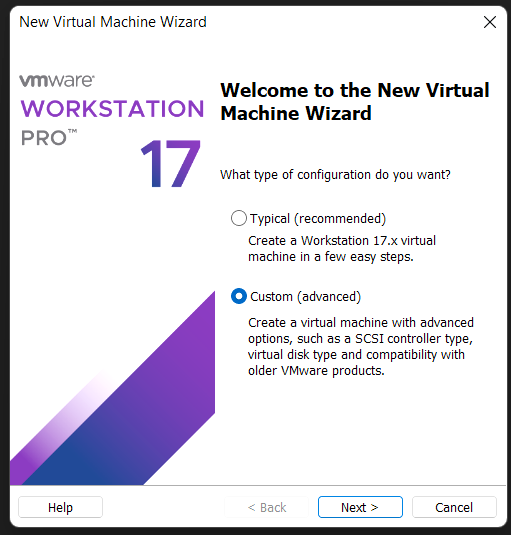 New Virtual Machine Wizard
vmware®
WORKSTATION
PRO™
17
Welcome to the New Virtual
Machine Wizard
What type of configuration do you want?
Typical (recommended)
Create a Workstation 17.x virtual
machine in a few easy steps.
Custom (advanced)
Create a virtual machine with advanced
options, such as a SCSI controller type,
virtual disk type and compatibility with
older VMware products.
Help
< Back
Next >
Cancel